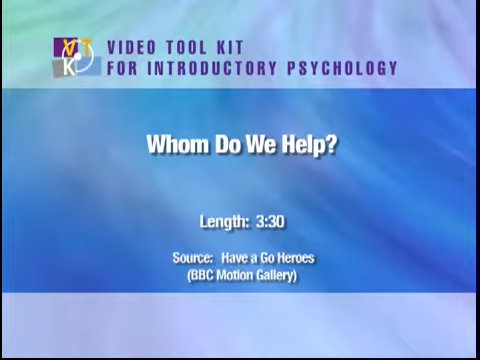 VTK
VIDEO TOOL KIT
FOR INTRODUCTORY PSYCHOLOGY
Whom Do We Help?
Length: 3:30
Source: Have a Go Heroes
(BBC Motion Gallery)